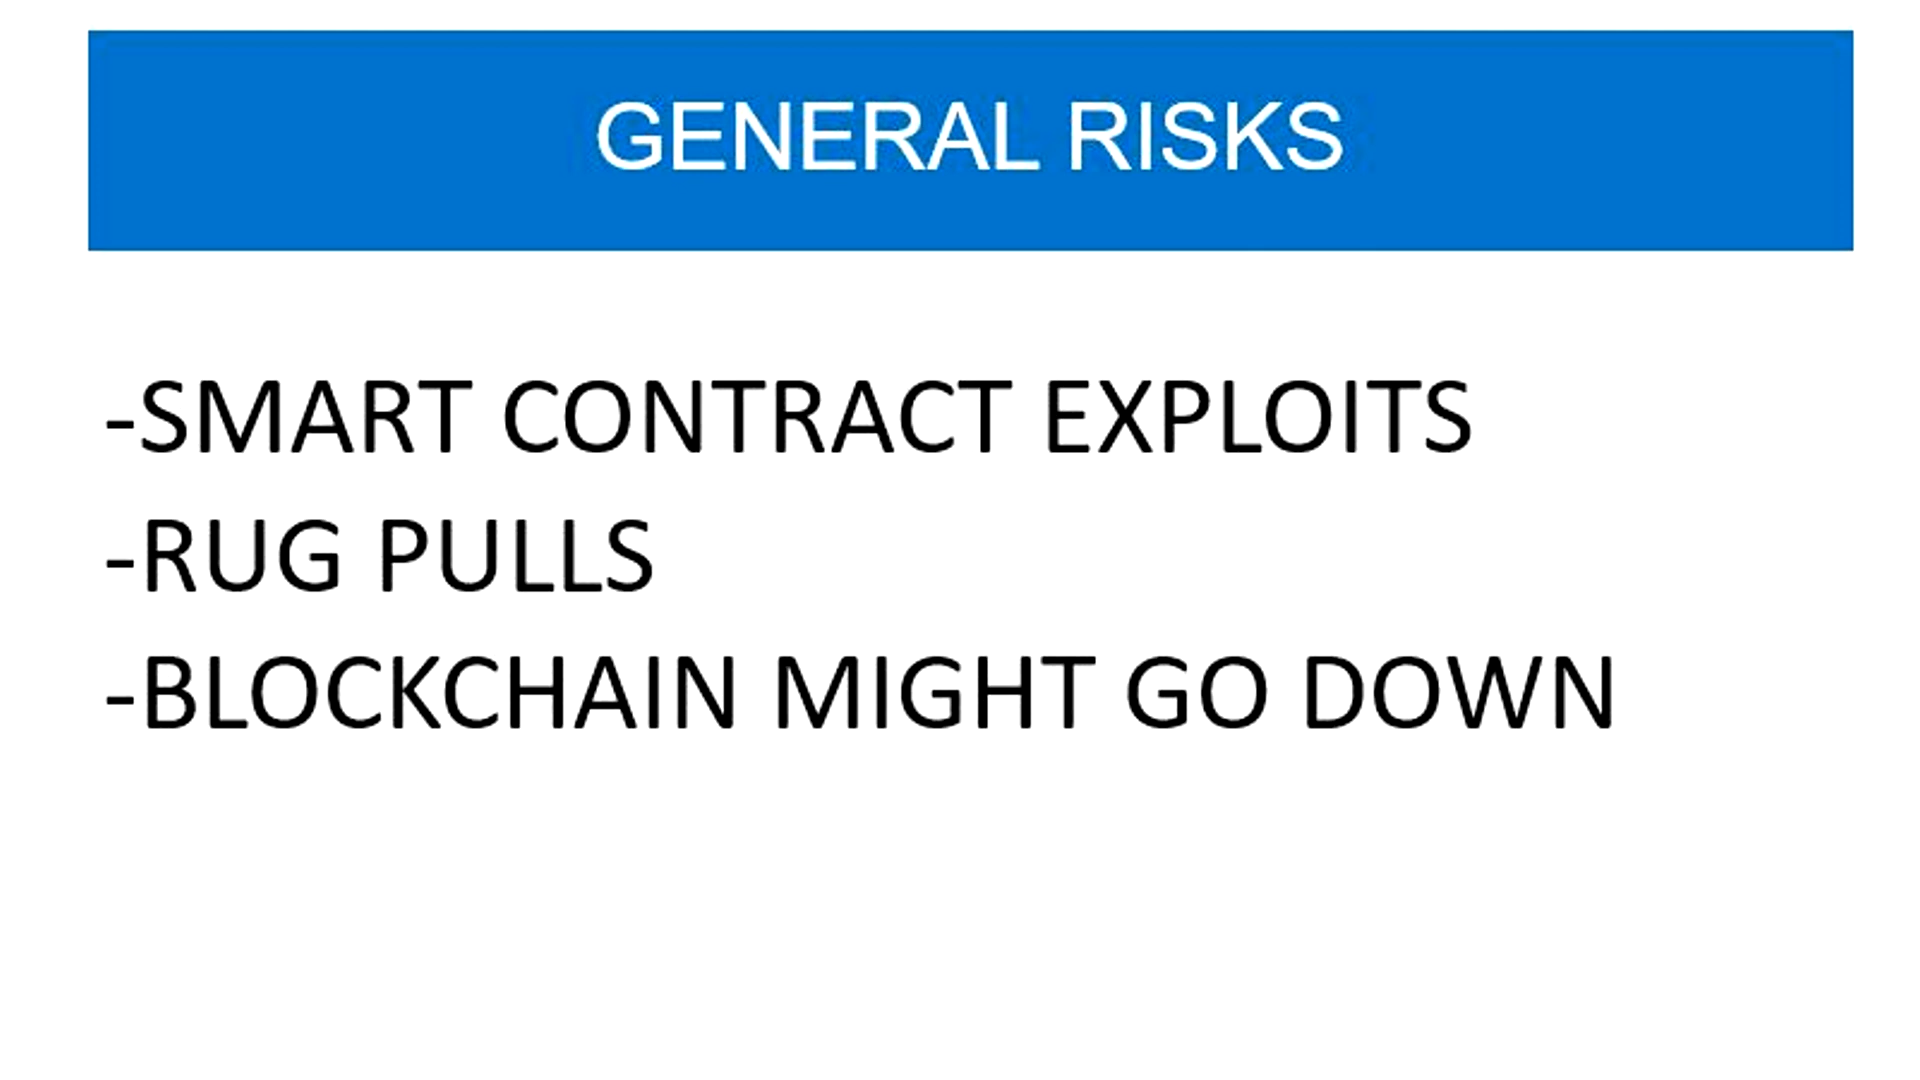 GENERAL RISKS
-SMART CONTRACT EXPLOITS
-RUG PULLS
-BLOCKCHAIN MIGHT GO DOWN